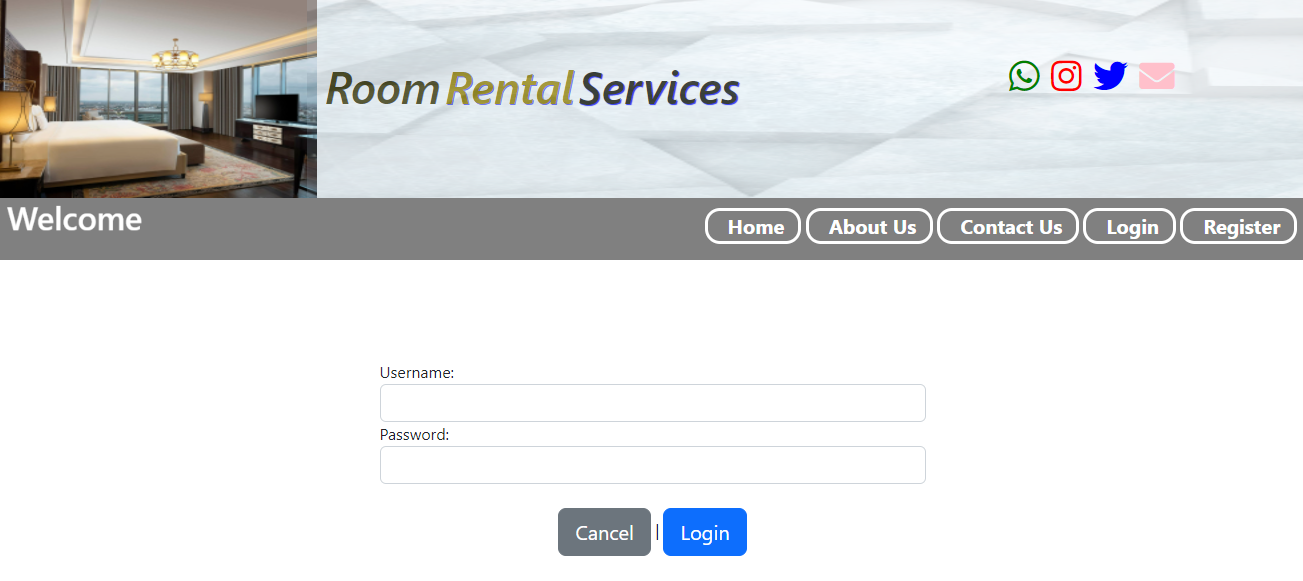 Room Rental Services
Welcome
Home
About Us
Contact Us
Login
Register
Username:
Password:
Cancel | Login